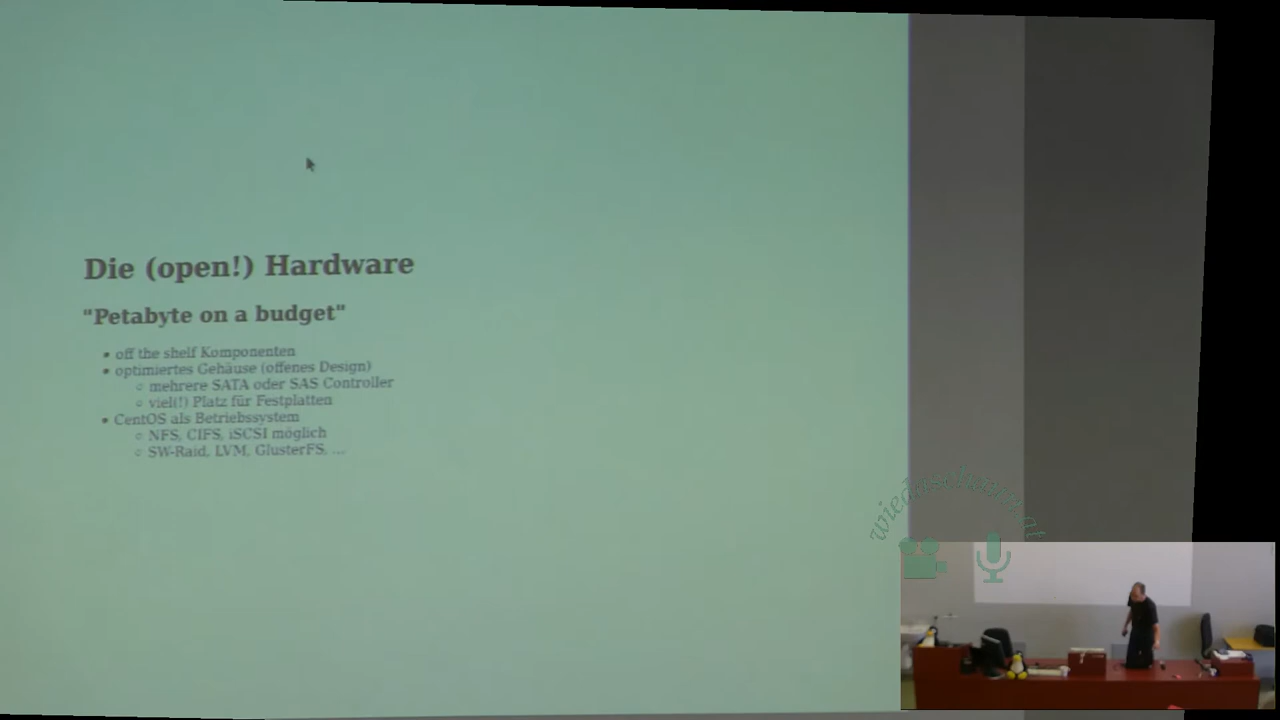 Die (open!) Hardware
"Petabyte on a budget"
• off the shelf Komponenten
• optimiertes Gehäuse (offenes Design)
○ mehrere SATA oder SAS Controller
○ viel(!) Platz für Festplatten
• CentOS als Betriebssystem
○ NFS, CIFS, iSCSI möglich
○ SW-Raid, LVM, GlusterFS, ...